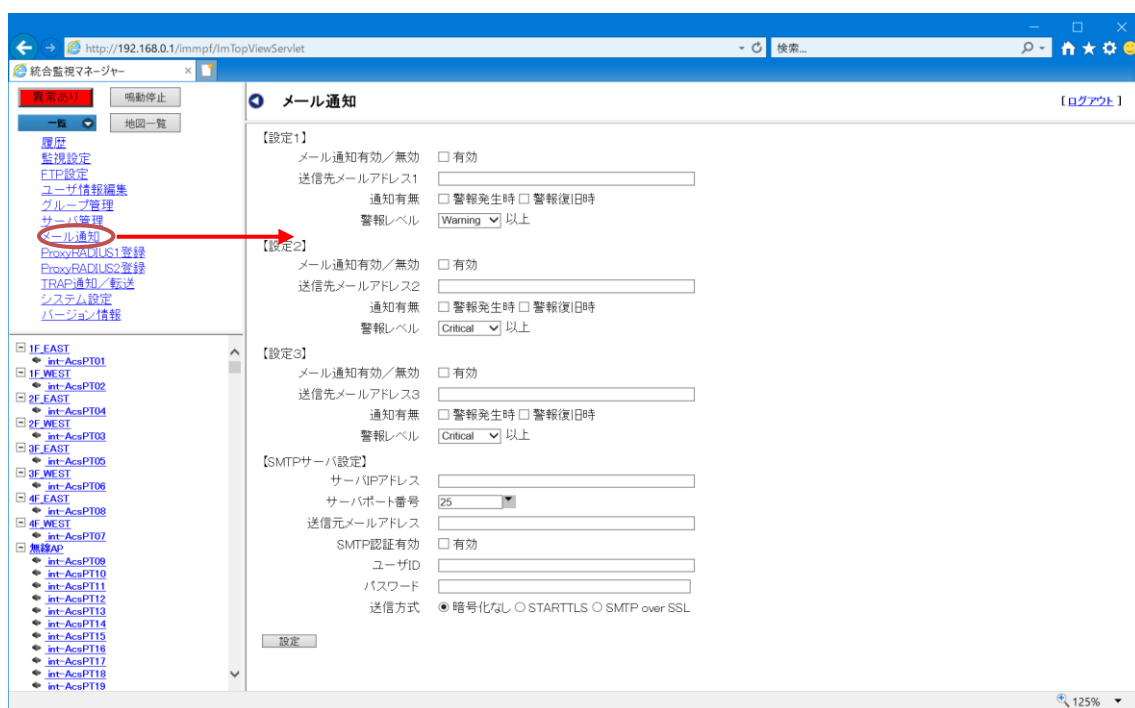 http://192.168.0.1/immpf/ImTopViewServlet
検索...
統合監視マネージャー
異常あり
鳴動停止
一覧
地図一覧
履歴
監視設定
FTP設定
ユーザ情報編集
グループ管理
サーバ管理
メール通知
ProxyRADIUS1登録
ProxyRADIUS2登録
TRAP通知／転送
システム設定
バージョン情報
1F_EAST
int-AcsPT01
1F_WEST
int-AcsPT02
2F_EAST
int-AcsPT04
2F_WEST
int-AcsPT03
3F_EAST
int-AcsPT05
3F_WEST
int-AcsPT06
4F_EAST
int-AcsPT08
4F_WEST
int-AcsPT07
無線AP
int-AcsPT09
int-AcsPT10
int-AcsPT11
int-AcsPT12
int-AcsPT13
int-AcsPT14
int-AcsPT15
int-AcsPT16
int-AcsPT17
int-AcsPT18
int-AcsPT19
メール通知
[ ログアウト ]
【設定1】
メール通知有効／無効 有効
送信先メールアドレス1
通知有無 警報発生時 警報復旧時
警報レベル Warning 以上
【設定2】
メール通知有効／無効 有効
送信先メールアドレス2
通知有無 警報発生時 警報復旧時
警報レベル Critical 以上
【設定3】
メール通知有効／無効 有効
送信先メールアドレス3
通知有無 警報発生時 警報復旧時
警報レベル Critical 以上
【SMTPサーバ設定】
サーバIPアドレス
サーバポート番号 25
送信元メールアドレス
SMTP認証有効 有効
ユーザID
パスワード
送信方式 暗号化なし STARTTLS SMTP over SSL
設定
125%